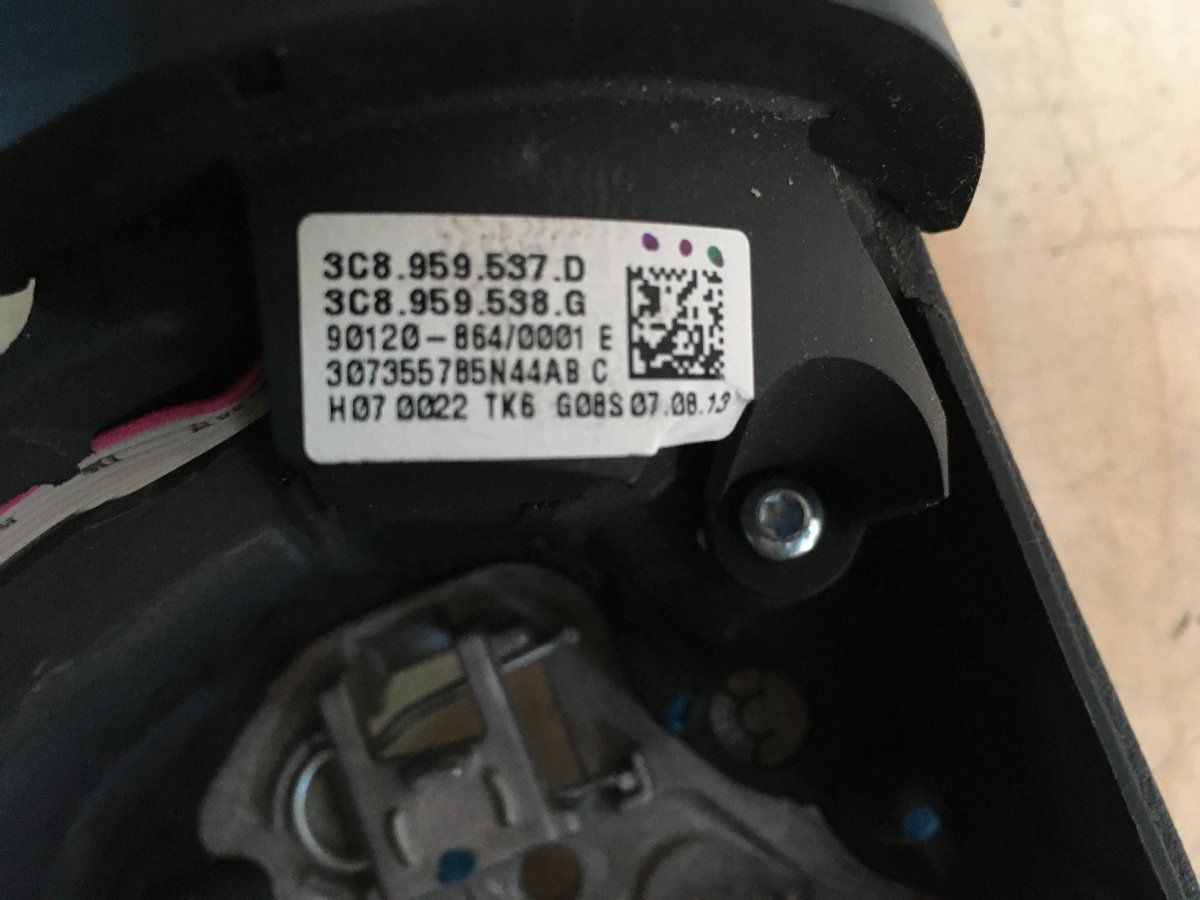 3C8.959.537.D
3C8.959.538.G
90120-864/0001 E
307355785N44AB C
H07 0022 TK6 G08S 07.08.13